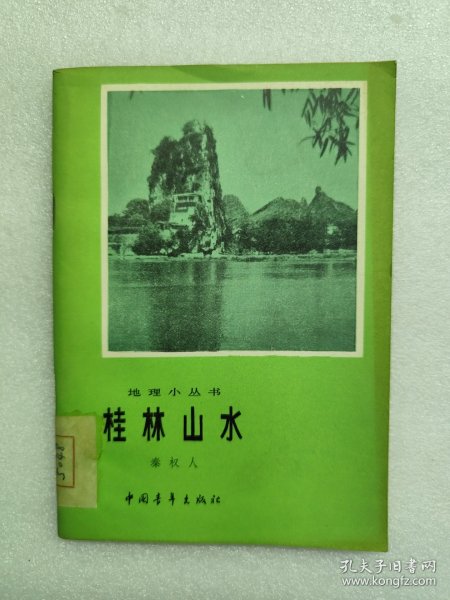 地理小丛书
桂林山水
秦权人
中国青年出版社
孔夫子旧书网
www.kongfz.com